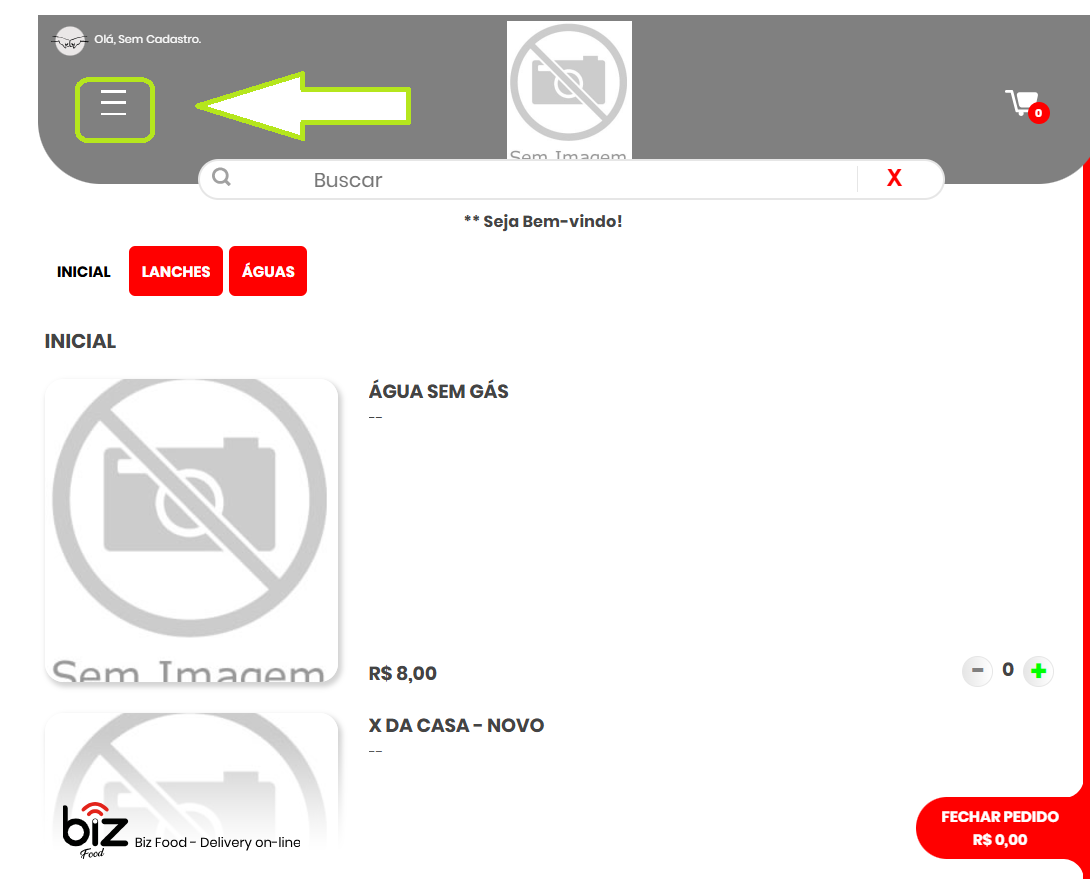 Olá, Sem Cadastro.
0
Sem Imagem
Buscar
X
** Seja Bem-vindo!
INICIAL
LANCHES
ÁGUAS
INICIAL
ÁGUA SEM GÁS
--
Sem Imagem
R$ 8,00
0
X DA CASA - NOVO
--
biz
Food
Biz Food - Delivery on-line
FECHAR PEDIDO
R$ 0,00